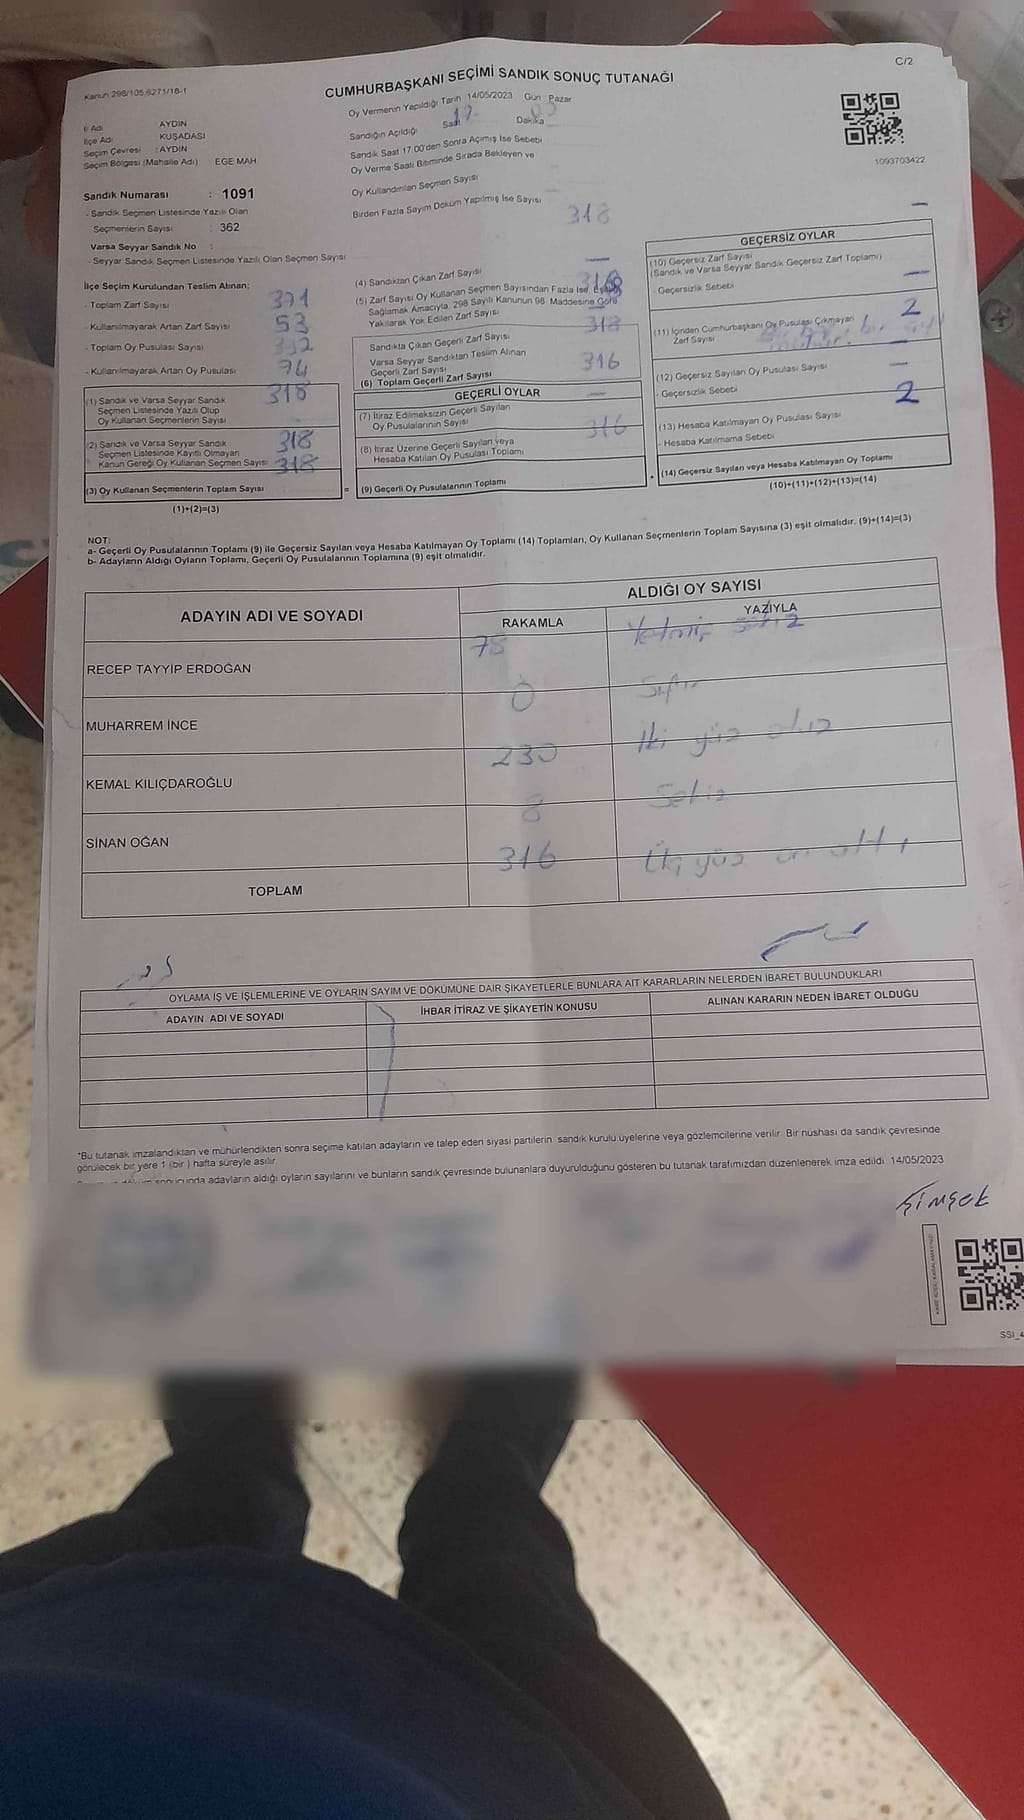 C/2
Kanun 298/105,6271/18-1
CUMHURBAŞKANI SEÇİMİ SANDIK SONUÇ TUTANAĞI
Oy Vermenin Yapıldığı Tarih 14/05/2023 Gün : Pazar
Sandığın Açıldığı Saat Dakika
Sandık Saat 17:00'den Sonra Açımış İse Sebebi
Oy Verme Saati Bitiminde Sırada Bekleyen ve
Oy Kullandırılan Seçmen Sayısı
Birden Fazla Sayım Döküm Yapılmış İse Sayısı
318
1093703422
İl Adı AYDIN
İlçe Adı KUŞADASI
Seçim Çevresi : AYDIN
Seçim Bölgesi (Mahalle Adı) EGE MAH
Sandık Numarası : 1091
- Sandık Seçmen Listesinde Yazılı Olan
Seçmenlerin Sayısı : 362
Varsa Seyyar Sandık No :
- Seyyar Sandık Seçmen Listesinde Yazılı Olan Seçmen Sayısı
İlçe Seçim Kurulundan Teslim Alınan;
- Toplam Zarf Sayısı 371
- Kullanılmayarak Artan Zarf Sayısı 53
- Toplam Oy Pusulası Sayısı
- Kullanılmayarak Artan Oy Pusulası 74
318
(1) Sandık ve Varsa Seyyar Sandık
Seçmen Listesinde Yazılı Olup
Oy Kullanan Seçmenlerin Sayısı
(2) Sandık ve Varsa Seyyar Sandık 318
Seçmen Listesinde Kayıtlı Olmayan
Kanun Gereği Oy Kullanan Seçmen Sayısı 318
(3) Oy Kullanan Seçmenlerin Toplam Sayısı =
(1)+(2)=(3)
(4) Sandıktan Çıkan Zarf Sayısı —
(5) Zarf Sayısı Oy Kullanan Seçmen Sayısından Fazla İse, Eşitliği
Sağlamak Amacıyla, 298 Sayılı Kanunun 98. Maddesine Göre
Yakılarak Yok Edilen Zarf Sayısı 318
Sandıkta Çıkan Geçerli Zarf Sayısı
Varsa Seyyar Sandıktan Teslim Alınan 316
Geçerli Zarf Sayısı
(6) Toplam Geçerli Zarf Sayısı
GEÇERLİ OYLAR
(7) İtiraz Edilmeksizin Geçerli Sayılan —
Oy Pusulalarının Sayısı 316
(8) İtiraz Üzerine Geçerli Sayılan veya
Hesaba Katılan Oy Pusulası Toplamı
(9) Geçerli Oy Pusulalarının Toplamı +
—
GEÇERSİZ OYLAR
(10) Geçersiz Zarf Sayısı
(Sandık ve Varsa Seyyar Sandık Geçersiz Zarf Toplamı)
- Geçersizlik Sebebi —
2
(11) İçinden Cumhurbaşkanı Oy Pusulası Çıkmayan
Zarf Sayısı
—
(12) Geçersiz Sayılan Oy Pusulası Sayısı —
- Geçersizlik Sebebi 2
(13) Hesaba Katılmayan Oy Pusulası Sayısı
- Hesaba Katılmama Sebebi
(14) Geçersiz Sayılan veya Hesaba Katılmayan Oy Toplamı
(10)+(11)+(12)+(13)=(14)
NOT:
a- Geçerli Oy Pusulalarının Toplamı (9) ile Geçersiz Sayılan veya Hesaba Katılmayan Oy Toplamı (14) Toplamları, Oy Kullanan Seçmenlerin Toplam Sayısına (3) eşit olmalıdır. (9)+(14)=(3)
b- Adayların Aldığı Oyların Toplamı, Geçerli Oy Pusulalarının Toplamına (9) eşit olmalıdır.
ADAYIN ADI VE SOYADI ALDIĞI OY SAYISI
RAKAMLA YAZIYLA
78 Yetmiş sekiz
RECEP TAYYİP ERDOĞAN
0 Sıfır
MUHARREM İNCE
230 İki yüz otuz
KEMAL KILIÇDAROĞLU
8 Sekiz
SİNAN OĞAN
316 Üç yüz on altı
TOPLAM
OYLAMA İŞ VE İŞLEMLERİNE VE OYLARIN SAYIM VE DÖKÜMÜNE DAİR ŞİKAYETLERLE BUNLARA AİT KARARLARIN NELERDEN İBARET BULUNDUKLARI
ADAYIN ADI VE SOYADI İHBAR İTİRAZ VE ŞİKAYETİN KONUSU ALINAN KARARIN NEDEN İBARET OLDUĞU
*Bu tutanak imzalandıktan ve mühürlendikten sonra seçime katılan adayların ve talep eden siyasi partilerin sandık kurulu üyelerine veya gözlemcilerine verilir. Bir nüshası da sandık çevresinde
görülecek bir yere 1 (bir ) hafta süreyle asılır.
sonucunda adayların aldığı oyların sayılarını ve bunların sandık çevresinde bulunanlara duyurulduğunu gösteren bu tutanak tarafımızdan düzenlenerek imza edildi. 14/05/2023
ŞİMŞEK
SSI_4